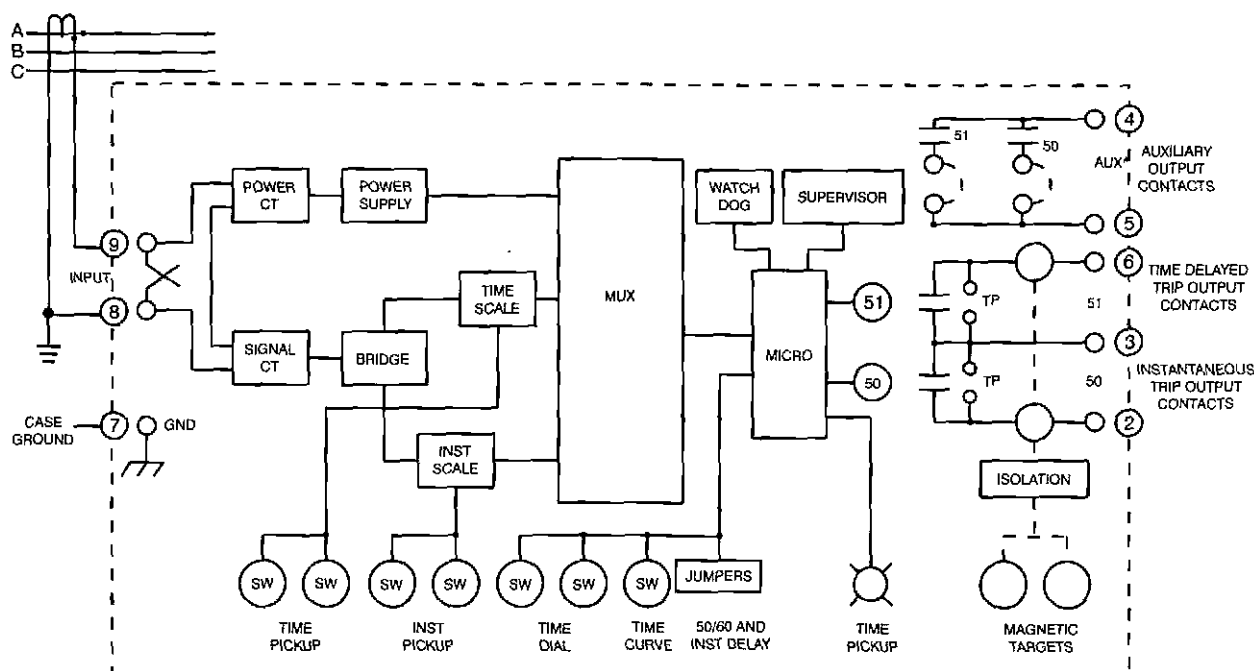 A
B
C
9
INPUT
8
CASE
GROUND
7
GND
POWER
CT
POWER
SUPPLY
SIGNAL
CT
BRIDGE
TIME
SCALE
INST
SCALE
MUX
WATCH
DOG
SUPERVISOR
MICRO
51
50
51
50
AUX*
4
AUXILIARY
OUTPUT
CONTACTS
5
6
TIME DELAYED
TRIP OUTPUT
CONTACTS
TP
51
3
INSTANTANEOUS
TRIP OUTPUT
CONTACTS
TP
50
2
ISOLATION
SW
SW
SW
SW
SW
SW
SW
JUMPERS
TIME
PICKUP
INST
PICKUP
TIME
DIAL
TIME
CURVE
50/60 AND
INST DELAY
TIME
PICKUP
MAGNETIC
TARGETS